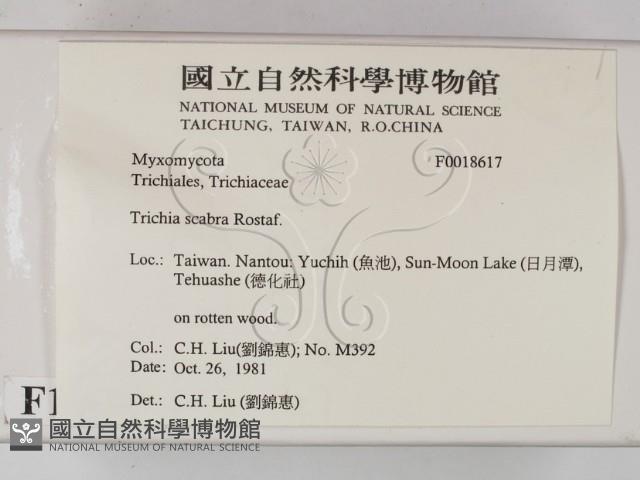 國立自然科學博物館
NATIONAL MUSEUM OF NATURAL SCIENCE
TAICHUNG, TAIWAN, R.O.CHINA
Myxomycota F0018617
Trichiales, Trichiaceae
Trichia scabra Rostaf.
Loc.: Taiwan. Nantou: Yuchih (魚池), Sun-Moon Lake (日月潭),
Tehuashe (德化社)
on rotten wood.
Col.: C.H. Liu(劉錦惠); No. M392
Date: Oct. 26, 1981
Det.: C.H. Liu (劉錦惠)
F1
國立自然科學博物館
NATIONAL MUSEUM OF NATURAL SCIENCE